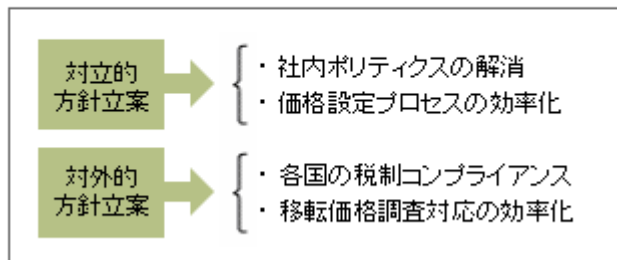 対立的
方針立案
・社内ポリティクスの解消
・価格設定プロセスの効率化
対外的
方針立案
・各国の税制コンプライアンス
・移転価格調査対応の効率化